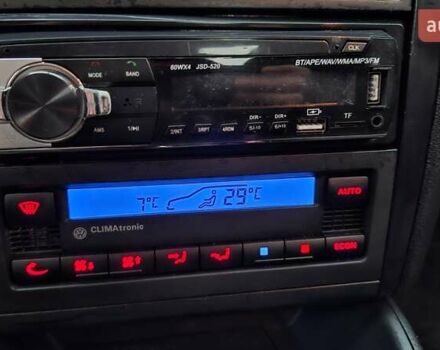 au
CLK
60WX4 JSD-520
BT/APE/WAV/WMA/MP3/FM
MODE BAND
AMS 1/▶II
2/INT 3/RPT 4/RDM
DIR- DIR+
5/-10 6/+10
TF
7°C 29°C
AUTO
CLIMAtronic
ECON